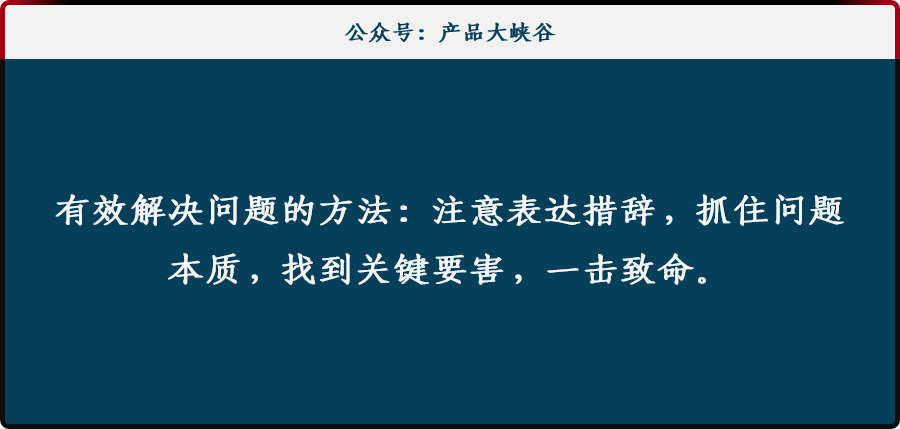 公众号：产品大峡谷
有效解决问题的方法：注意表达措辞，抓住问题
本质，找到关键要害，一击致命。